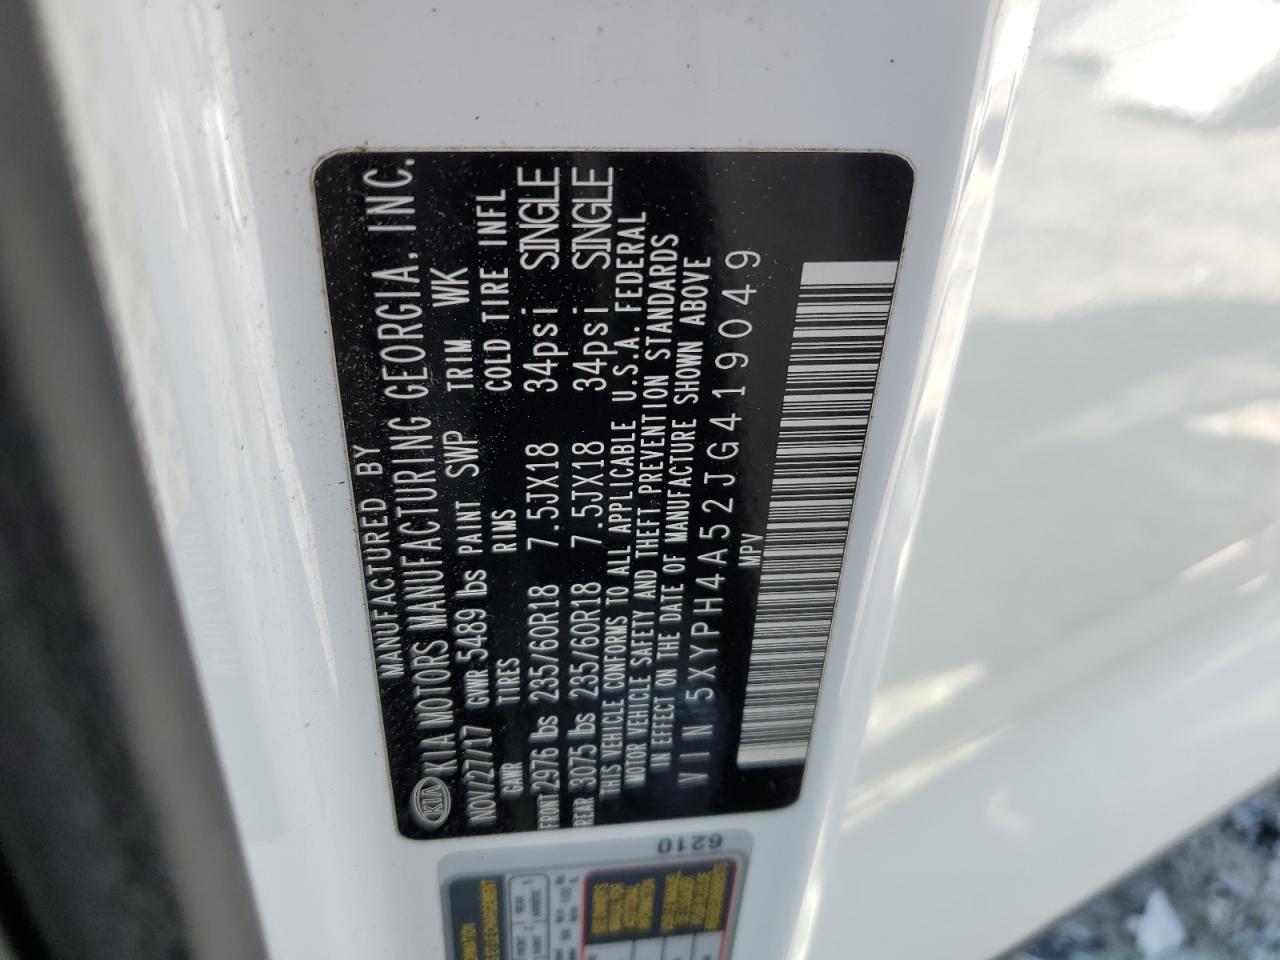 MANUFACTURED BY
KIA KIA MOTORS MANUFACTURING GEORGIA, INC.
NOV/27/17 GVWR 5489 lbs PAINT SWP TRIM WK
GAWR TIRES RIMS COLD TIRE INFL
FRONT 2976 lbs 235/60R18 7.5JX18 34psi SINGLE
REAR 3075 lbs 235/60R18 7.5JX18 34psi SINGLE
THIS VEHICLE CONFORMS TO ALL APPLICABLE U.S.A. FEDERAL
MOTOR VEHICLE SAFETY AND THEFT PREVENTION STANDARDS
IN EFFECT ON THE DATE OF MANUFACTURE SHOWN ABOVE
VIN 5XYPH4A52JG419049
MPV
6210